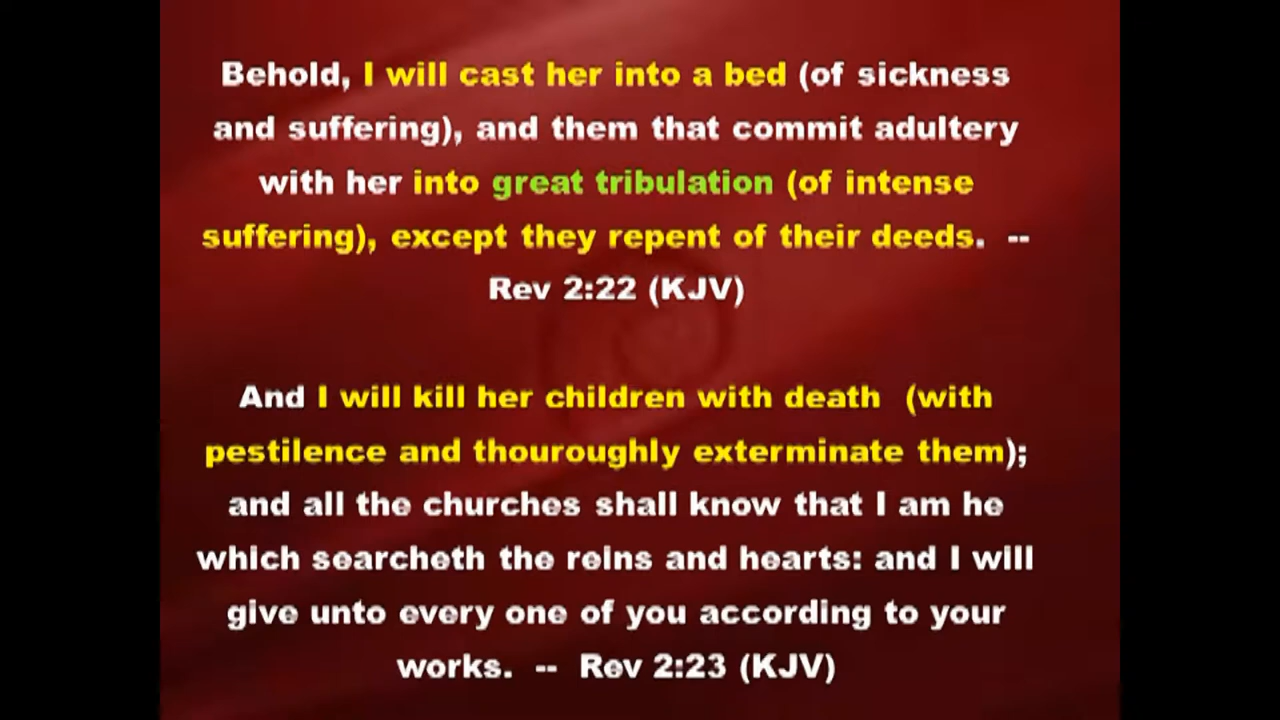 Behold, I will cast her into a bed (of sickness
and suffering), and them that commit adultery
with her into great tribulation (of intense
suffering), except they repent of their deeds.  --
Rev 2:22 (KJV)
And I will kill her children with death  (with
pestilence and thouroughly exterminate them);
and all the churches shall know that I am he
which searcheth the reins and hearts: and I will
give unto every one of you according to your
works.  --  Rev 2:23 (KJV)